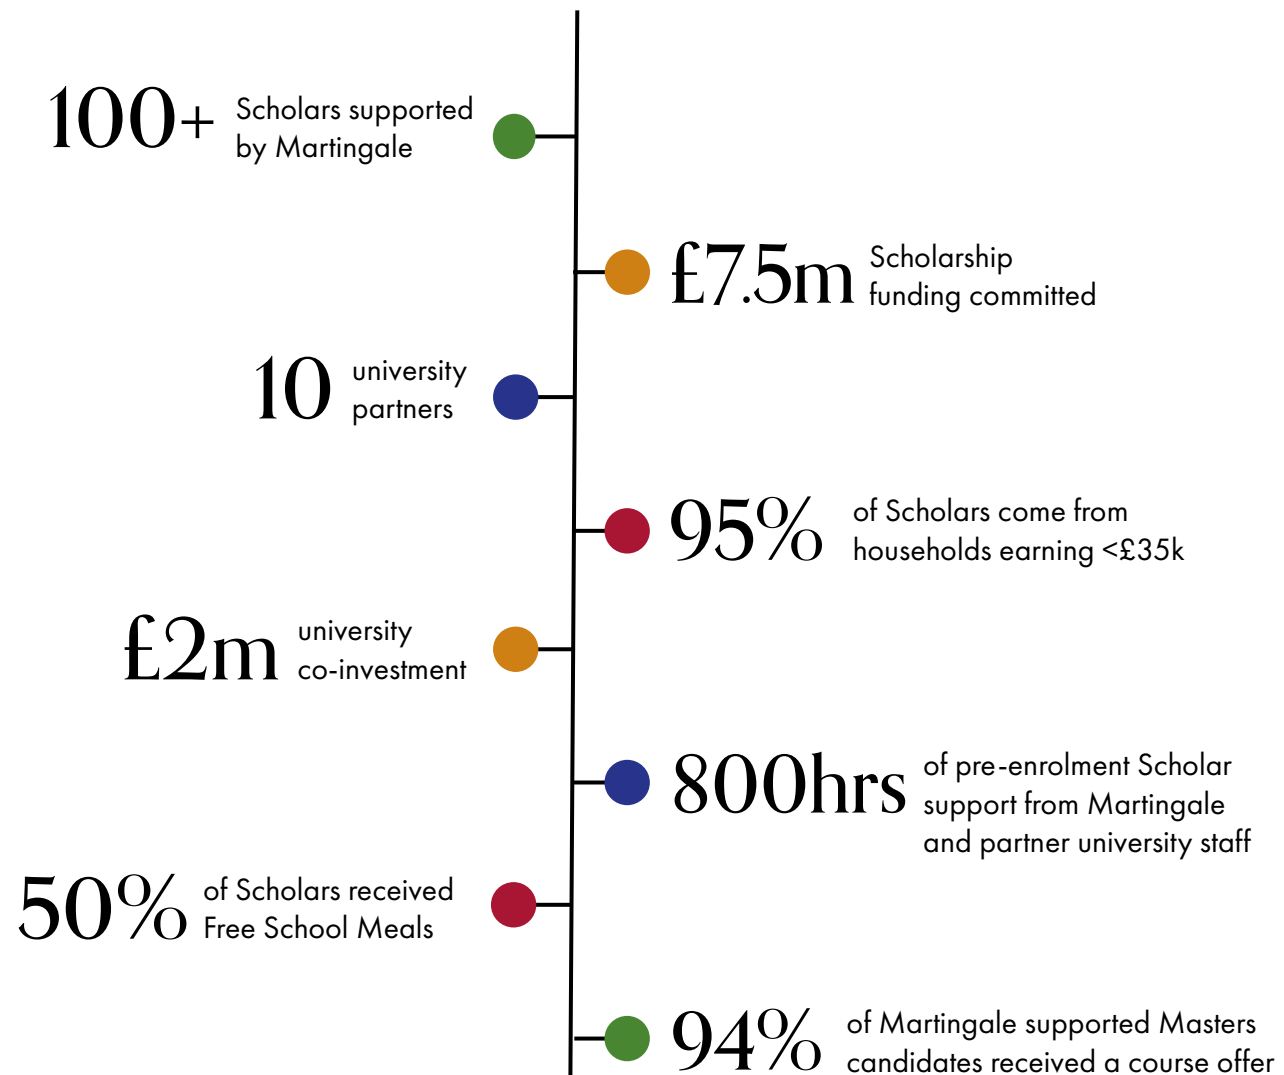 100+ Scholars supported
by Martingale
£7.5m Scholarship
funding committed
10 university
partners
95% of Scholars come from
households earning <£35k
£2m university
co-investment
800hrs of pre-enrolment Scholar
support from Martingale
and partner university staff
50% of Scholars received
Free School Meals
94% of Martingale supported Masters
candidates received a course offer